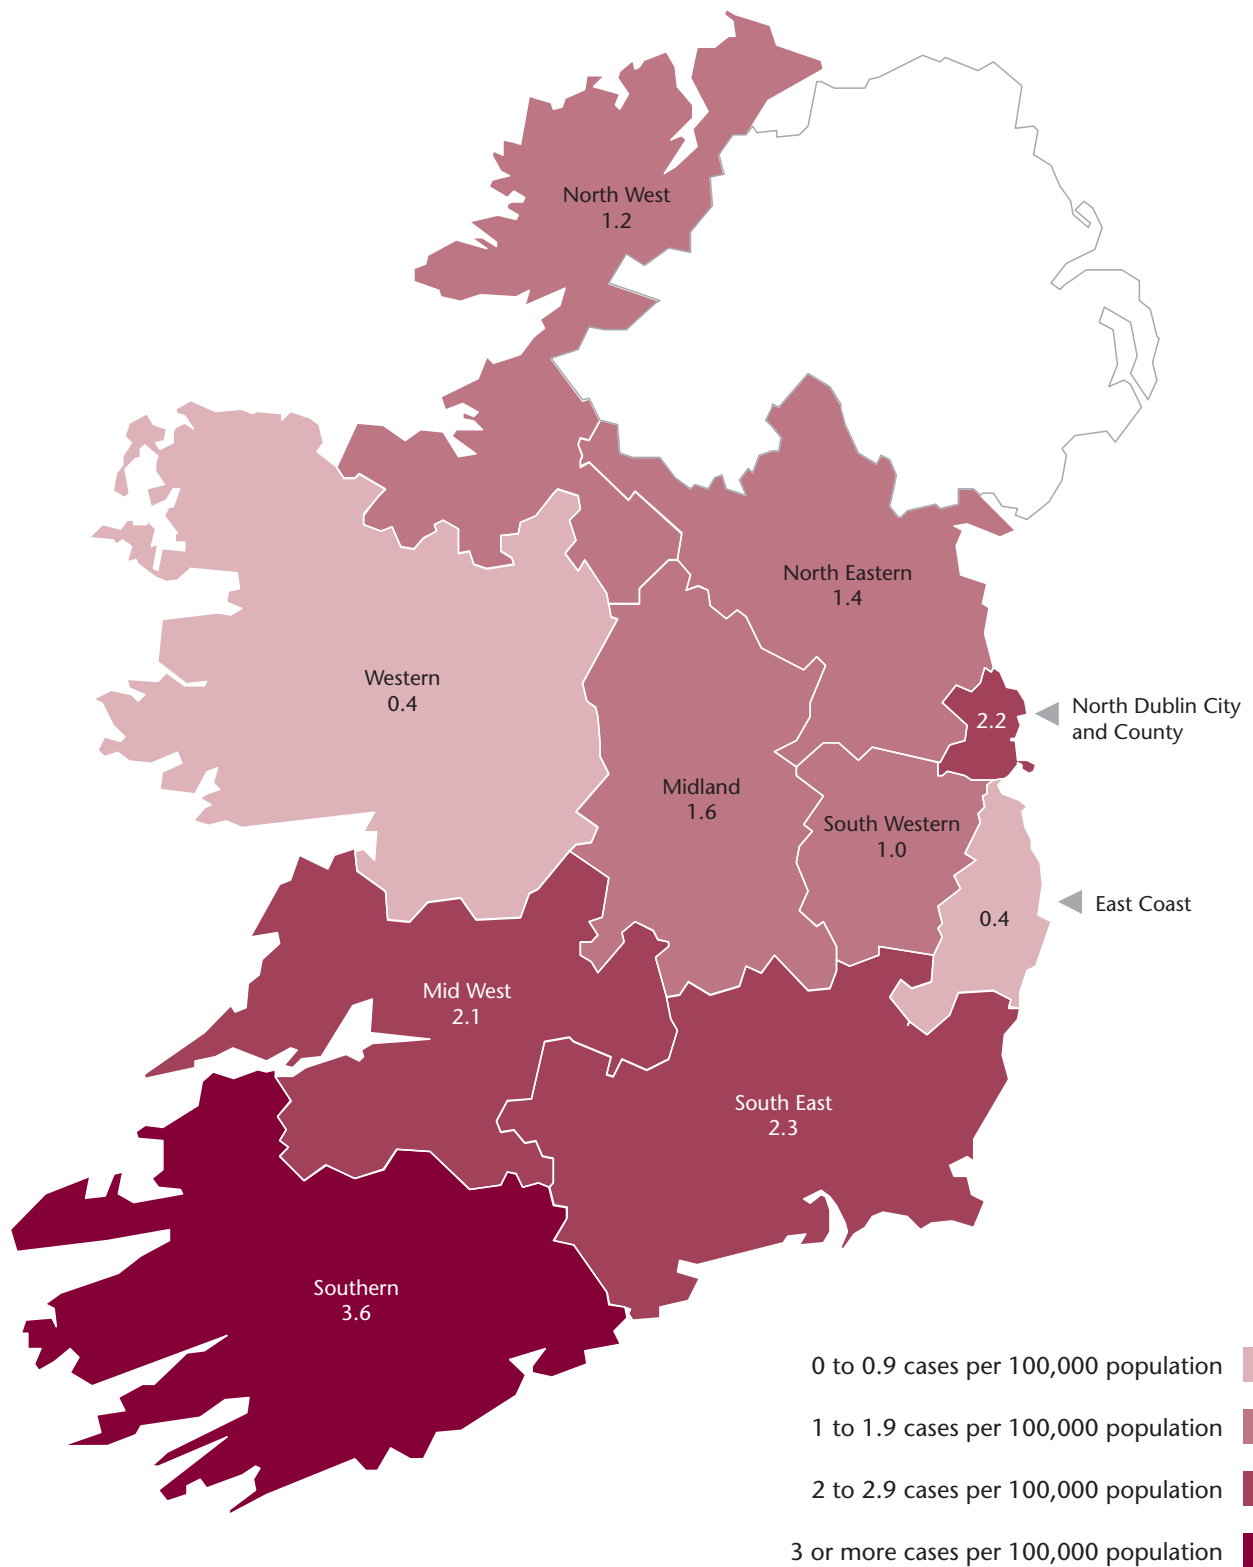 North West
1.2
North Eastern
1.4
Western
0.4
North Dublin City
and County
2.2
Midland
1.6
South Western
1.0
East Coast
0.4
Mid West
2.1
South East
2.3
Southern
3.6
0 to 0.9 cases per 100,000 population
1 to 1.9 cases per 100,000 population
2 to 2.9 cases per 100,000 population
3 or more cases per 100,000 population